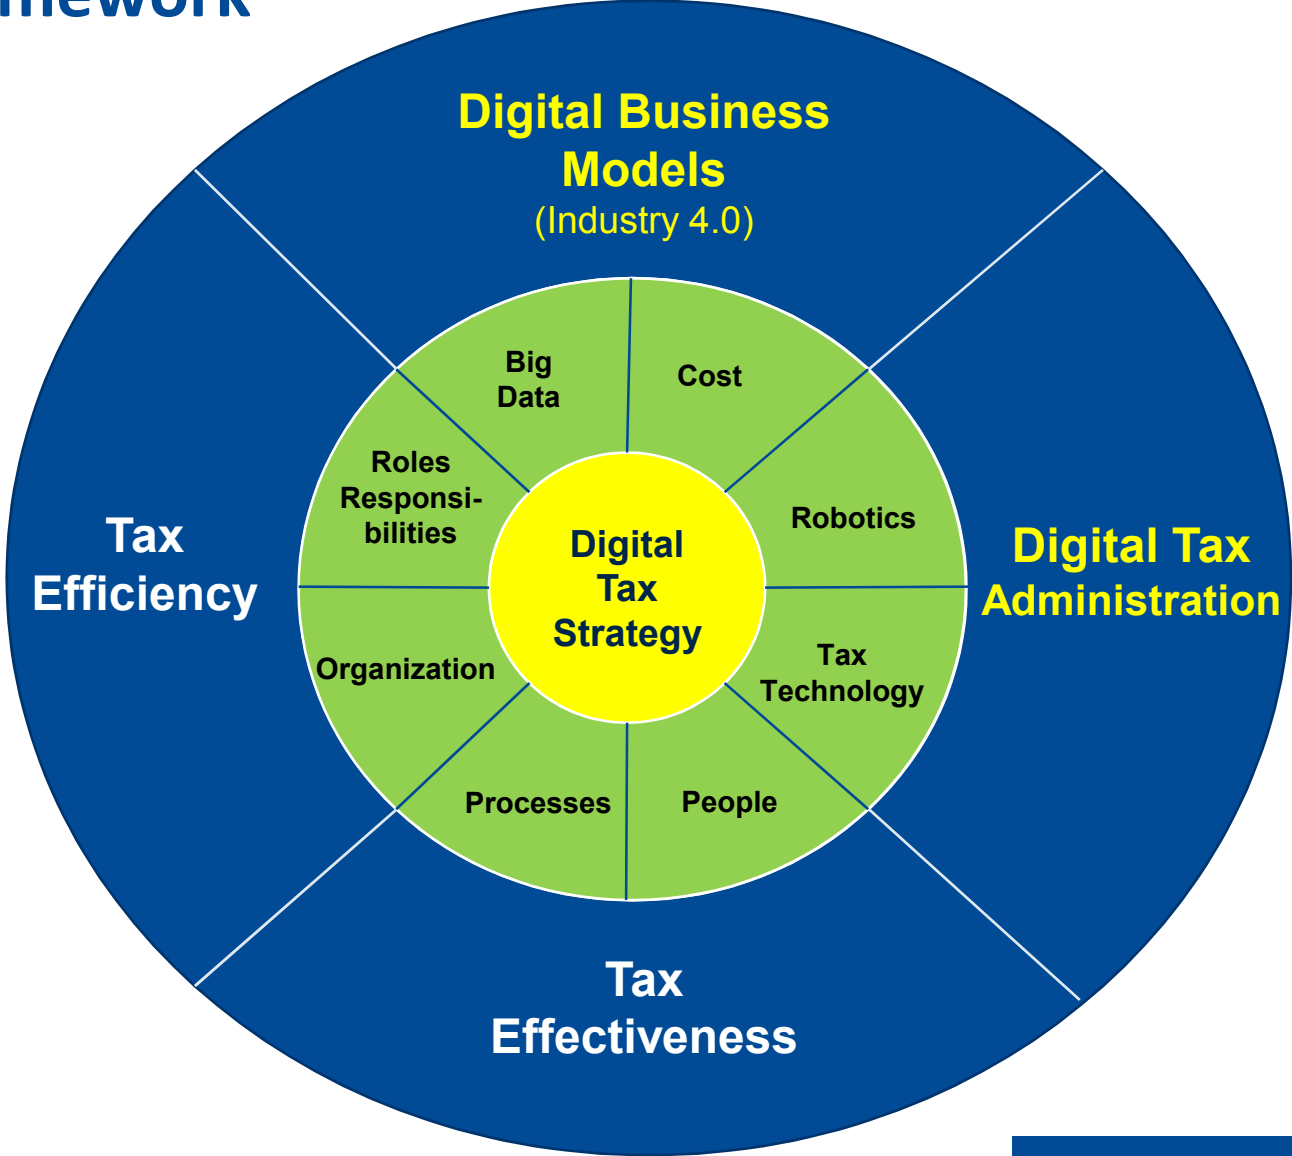 Digital Business
Models
(Industry 4.0)
Big
Data
Cost
Roles
Responsi-
bilities
Robotics
Tax
Efficiency
Digital
Tax
Strategy
Digital Tax
Administration
Organization
Tax
Technology
Processes
People
Tax
Effectiveness